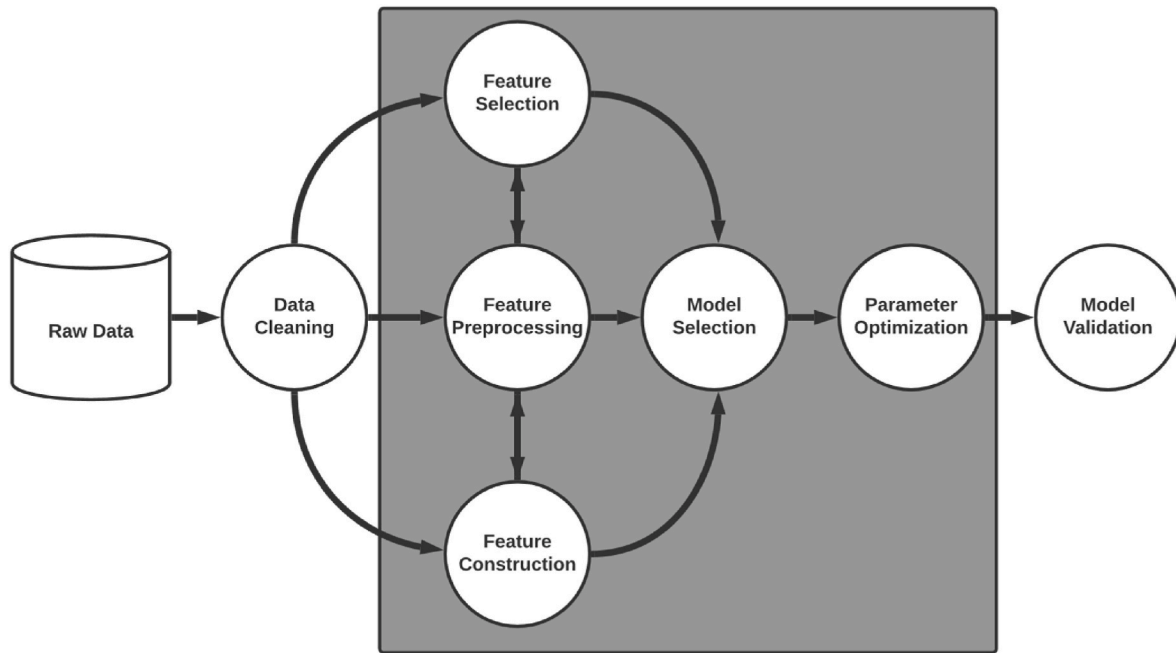 Feature
Selection
Raw Data
Data
Cleaning
Feature
Preprocessing
Model
Selection
Parameter
Optimization
Model
Validation
Feature
Construction